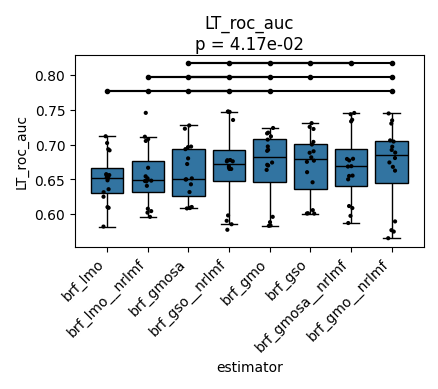 LT_roc_auc
p = 4.17e-02
LT_roc_auc
0.80
0.75
0.70
0.65
0.60
brf_lmo
brf_lmo__nrlmf
brf_gmosa
brf_gso__nrlmf
brf_gmo
brf_gso
brf_gmosa__nrlmf
brf_gmo__nrlmf
estimator